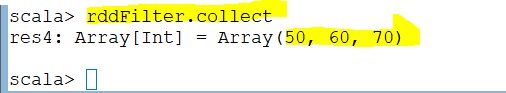 scala> rddFilter.collect
res4: Array[Int] = Array(50, 60, 70)
scala>